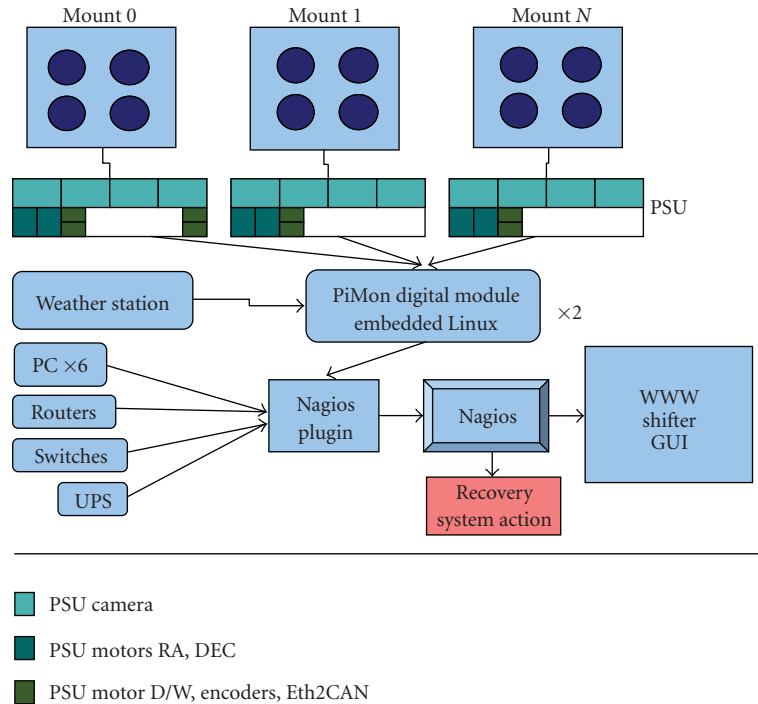 Mount 0
Mount 1
Mount N
PSU
Weather station
PiMon digital module
embedded Linux
×2
PC ×6
Routers
Switches
UPS
Nagios
plugin
Nagios
WWW
shifter
GUI
Recovery
system action
PSU camera
PSU motors RA, DEC
PSU motor D/W, encoders, Eth2CAN